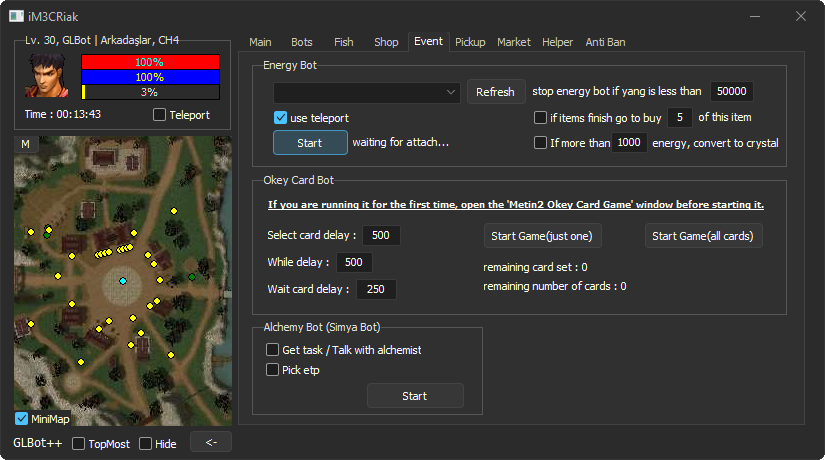 iM3CRiak
Lv. 30, GLBot | Arkadaşlar, CH4
100%
100%
3%
Time : 00:13:43
Teleport
M
MiniMap
GLBot++
TopMost
Hide
<-
Main Bots Fish Shop Event Pickup Market Helper Anti Ban
Energy Bot
Refresh
stop energy bot if yang is less than 50000
use teleport
if items finish go to buy 5 of this item
Start
waiting for attach...
If more than 1000 energy, convert to crystal
Okey Card Bot
If you are running it for the first time, open the 'Metin2 Okey Card Game' window before starting it.
Select card delay : 500
Start Game(just one)
Start Game(all cards)
While delay : 500
remaining card set : 0
Wait card delay : 250
remaining number of cards : 0
Alchemy Bot (Simya Bot)
Get task / Talk with alchemist
Pick etp
Start